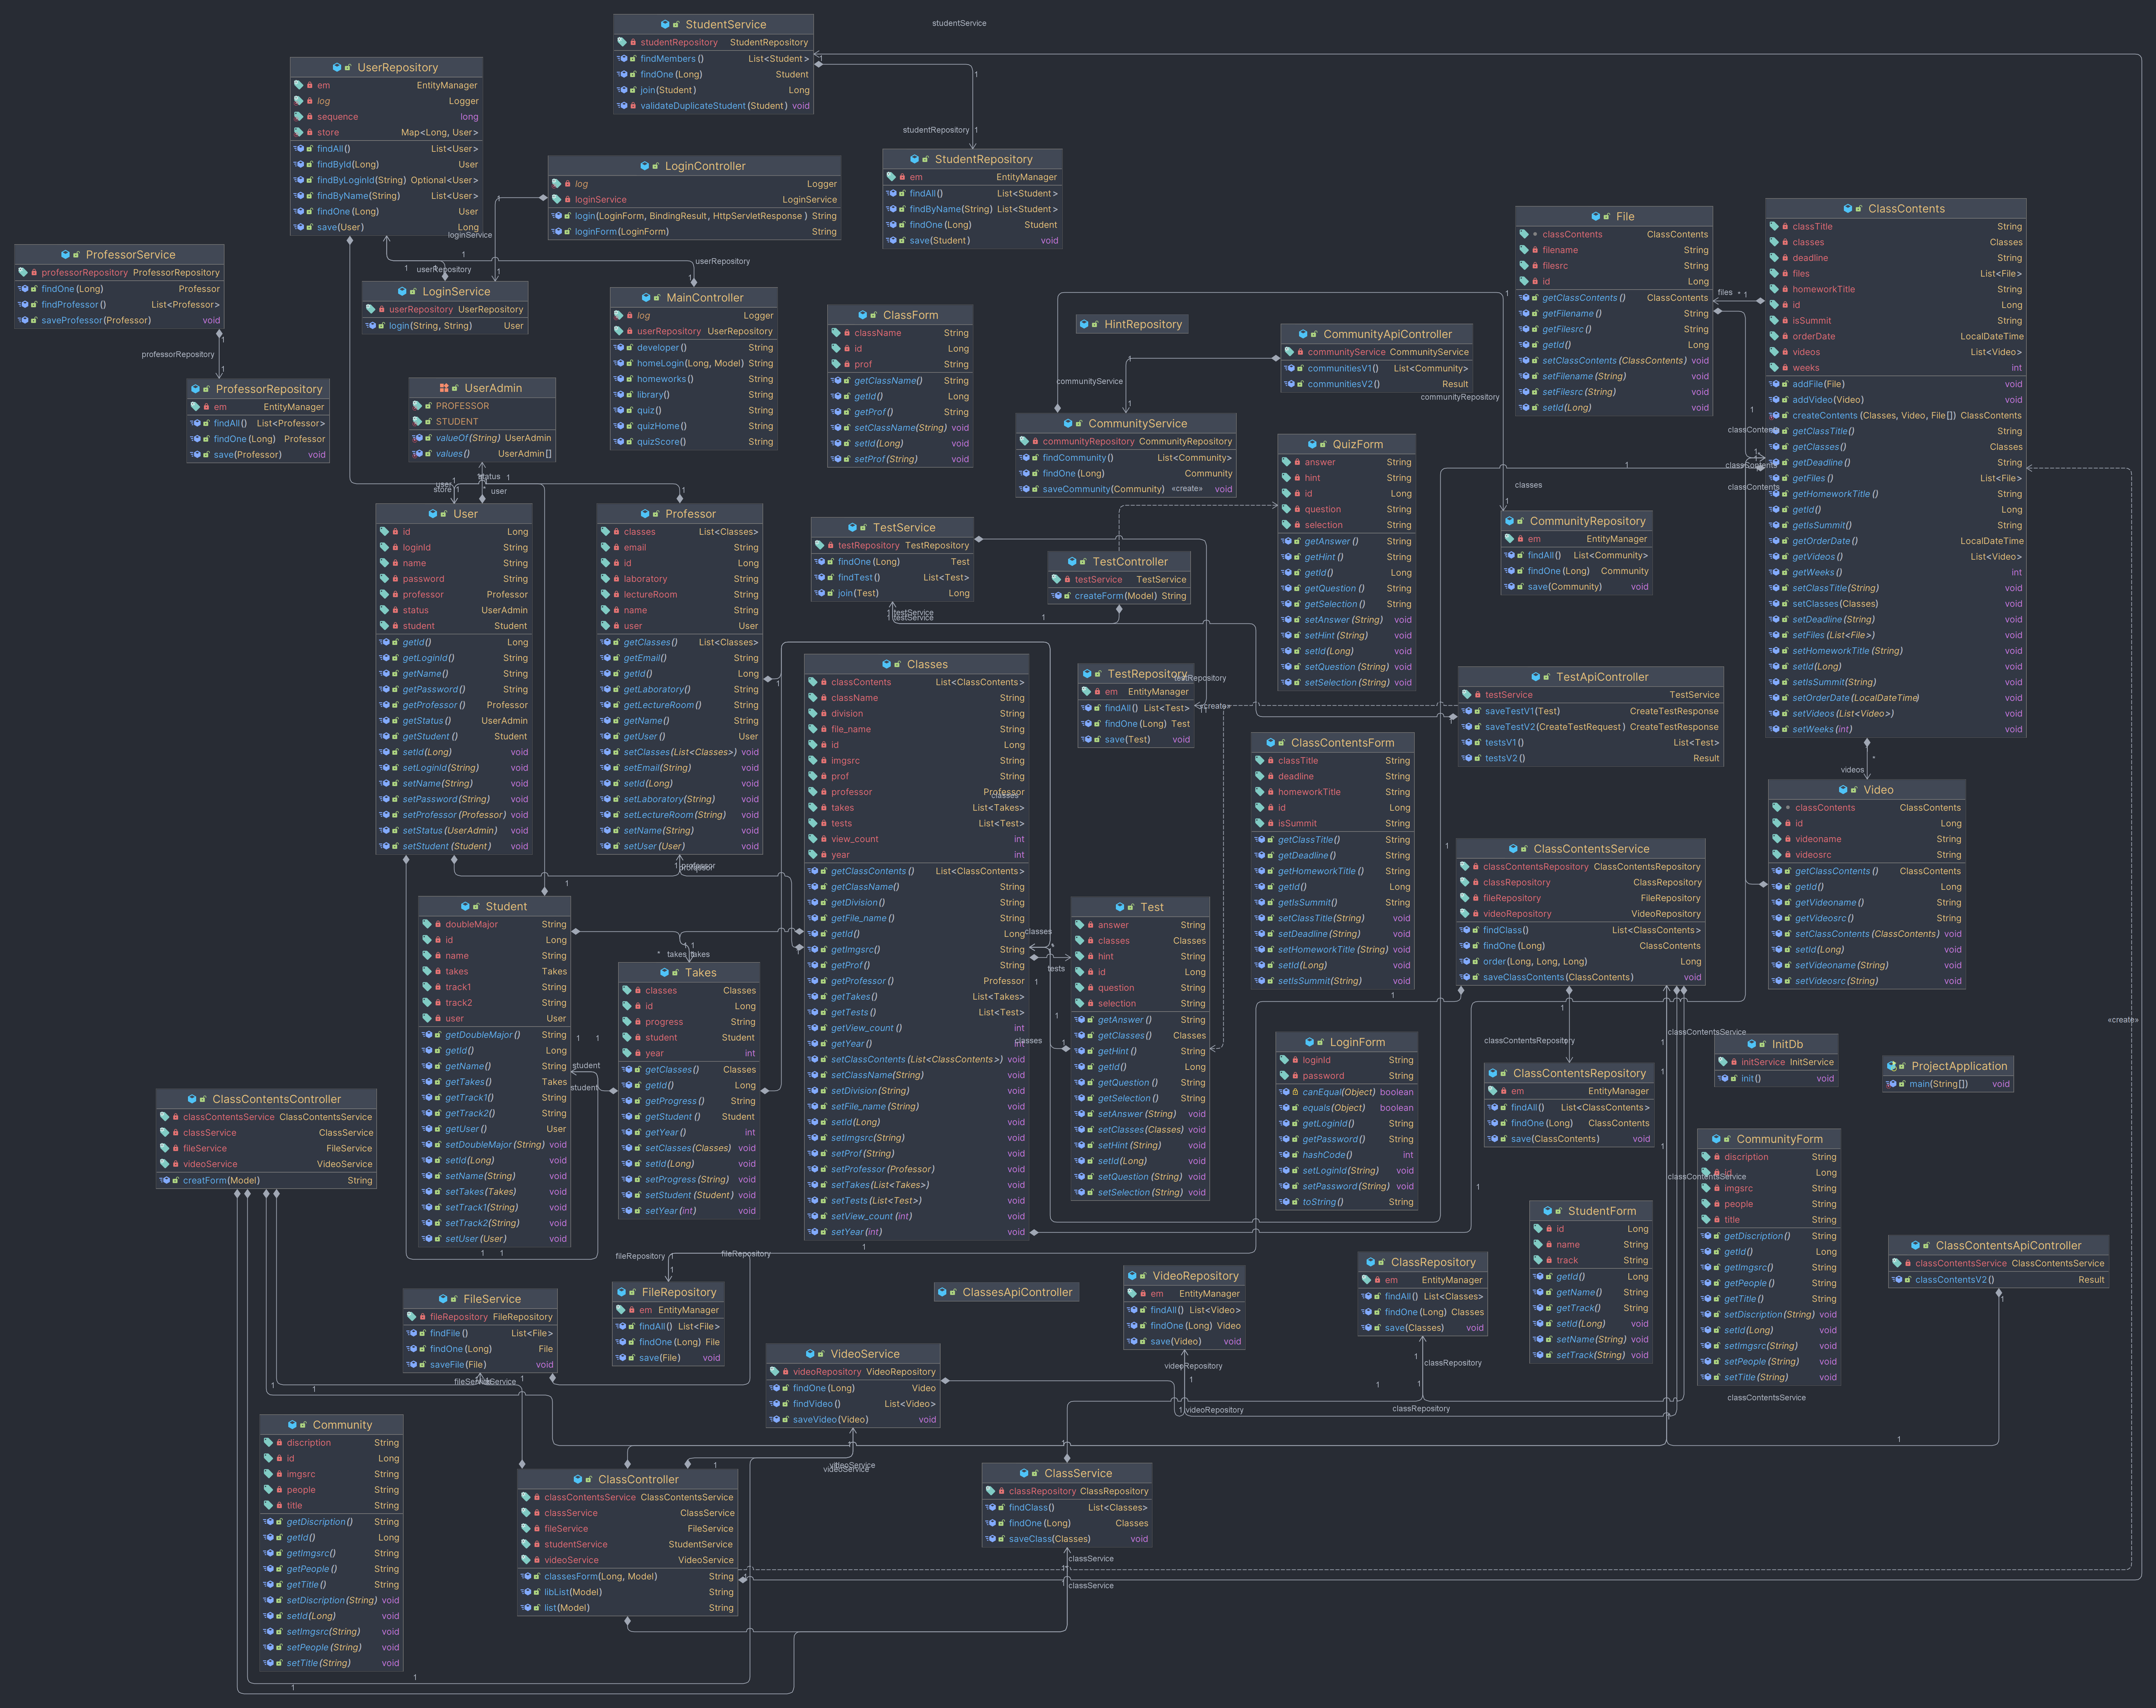 StudentService
studentRepository StudentRepository
findMembers() List<Student>
findOne(Long) Student
join(Student) Long
validateDuplicateStudent(Student) void
studentService
UserRepository
em EntityManager
log Logger
sequence long
store Map<Long, User>
findAll() List<User>
findById(Long) User
findByLoginId(String) Optional<User>
findByName(String) List<User>
findOne(Long) User
save(User) Long
LoginController
log Logger
loginService LoginService
login(LoginForm, BindingResult, HttpServletResponse) String
loginForm(LoginForm) String
studentRepository 1
StudentRepository
em EntityManager
findAll() List<Student>
findByName(String) List<Student>
findOne(Long) Student
save(Student) void
ProfessorService
professorRepository ProfessorRepository
findOne(Long) Professor
findProfessor() List<Professor>
saveProfessor(Professor) void
professorRepository
loginService
userRepository
userRepository
LoginService
userRepository UserRepository
login(String, String) User
MainController
log Logger
userRepository UserRepository
developer() String
homeLogin(Long, Model) String
homeworks() String
library() String
quiz() String
quizHome() String
quizScore() String
ProfessorRepository
em EntityManager
findAll() List<Professor>
findOne(Long) Professor
save(Professor) void
UserAdmin
PROFESSOR
STUDENT
valueOf(String) UserAdmin
values() UserAdmin[]
status
store
user
ClassForm
className String
id Long
prof String
getClassName() String
getId() Long
getProf() String
setClassName(String) void
setId(Long) void
setProf(String) void
HintRepository
CommunityApiController
communityService CommunityService
communitiesV1() List<Community>
communitiesV2() Result
communityService
communityRepository
CommunityService
communityRepository CommunityRepository
findCommunity() List<Community>
findOne(Long) Community
saveCommunity(Community) void
«create»
File
classContents ClassContents
filename String
filesrc String
id Long
getClassContents() ClassContents
getFilename() String
getFilesrc() String
getId() Long
setClassContents(ClassContents) void
setFilename(String) void
setFilesrc(String) void
setId(Long) void
files * 1
ClassContents
classTitle String
classes Classes
deadline String
files List<File>
homeworkTitle String
id Long
isSummit String
orderDate LocalDateTime
videos List<Video>
weeks int
addFile(File) void
addVideo(Video) void
createContents(Classes, Video, File[]) ClassContents
getClassTitle() String
getClasses() Classes
getDeadline() String
getFiles() List<File>
getHomeworkTitle() String
getId() Long
getIsSummit() String
getOrderDate() LocalDateTime
getVideos() List<Video>
getWeeks() int
setClassTitle(String) void
setClasses(Classes) void
setDeadline(String) void
setFiles(List<File>) void
setHomeworkTitle(String) void
setId(Long) void
setIsSummit(String) void
setOrderDate(LocalDateTime) void
setVideos(List<Video>) void
setWeeks(int) void
classContents
classContents
QuizForm
answer String
hint String
id Long
question String
selection String
getAnswer() String
getHint() String
getId() Long
getQuestion() String
getSelection() String
setAnswer(String) void
setHint(String) void
setId(Long) void
setQuestion(String) void
setSelection(String) void
classes
CommunityRepository
em EntityManager
findAll() List<Community>
findOne(Long) Community
save(Community) void
User
id Long
loginId String
name String
password String
professor Professor
status UserAdmin
student Student
getId() Long
getLoginId() String
getName() String
getPassword() String
getProfessor() Professor
getStatus() UserAdmin
getStudent() Student
setId(Long) void
setLoginId(String) void
setName(String) void
setPassword(String) void
setProfessor(Professor) void
setStatus(UserAdmin) void
setStudent(Student) void
Professor
classes List<Classes>
email String
id Long
laboratory String
lectureRoom String
name String
user User
getClasses() List<Classes>
getEmail() String
getId() Long
getLaboratory() String
getLectureRoom() String
getName() String
getUser() User
setClasses(List<Classes>) void
setEmail(String) void
setId(Long) void
setLaboratory(String) void
setLectureRoom(String) void
setName(String) void
setUser(User) void
professor
TestService
testRepository TestRepository
findOne(Long) Test
findTest() List<Test>
join(Test) Long
testService
testService
TestController
testService TestService
createForm(Model) String
TestRepository
em EntityManager
findAll() List<Test>
findOne(Long) Test
save(Test) void
testRepository
«create»
TestApiController
testService TestService
saveTestV1(Test) CreateTestResponse
saveTestV2(CreateTestRequest) CreateTestResponse
testsV1() List<Test>
testsV2() Result
Classes
classContents List<ClassContents>
className String
division String
file_name String
id Long
imgsrc String
prof String
professor Professor
takes List<Takes>
tests List<Test>
view_count int
year int
getClassContents() List<ClassContents>
getClassName() String
getDivision() String
getFile_name() String
getId() Long
getImgsrc() String
getProf() String
getProfessor() Professor
getTakes() List<Takes>
getTests() List<Test>
getView_count() int
getYear() int
setClassContents(List<ClassContents>) void
setClassName(String) void
setDivision(String) void
setFile_name(String) void
setId(Long) void
setImgsrc(String) void
setProf(String) void
setProfessor(Professor) void
setTakes(List<Takes>) void
setTests(List<Test>) void
setView_count(int) void
setYear(int) void
classes
classes
tests
classes
ClassContentsForm
classTitle String
deadline String
homeworkTitle String
id Long
isSummit String
getClassTitle() String
getDeadline() String
getHomeworkTitle() String
getId() Long
getIsSummit() String
setClassTitle(String) void
setDeadline(String) void
setHomeworkTitle(String) void
setId(Long) void
setIsSummit(String) void
videos
Video
classContents ClassContents
id Long
videoname String
videosrc String
getClassContents() ClassContents
getId() Long
getVideoname() String
getVideosrc() String
setClassContents(ClassContents) void
setId(Long) void
setVideoname(String) void
setVideosrc(String) void
ClassContentsService
classContentsRepository ClassContentsRepository
classRepository ClassRepository
fileRepository FileRepository
videoRepository VideoRepository
findClass() List<ClassContents>
findOne(Long) ClassContents
order(Long, Long, Long) Long
saveClassContents(ClassContents) void
Student
doubleMajor String
id Long
name String
takes Takes
track1 String
track2 String
user User
getDoubleMajor() String
getId() Long
getName() String
getTakes() Takes
getTrack1() String
getTrack2() String
getUser() User
setDoubleMajor(String) void
setId(Long) void
setName(String) void
setTakes(Takes) void
setTrack1(String) void
setTrack2(String) void
setUser(User) void
takes takes
student
student
Takes
classes Classes
id Long
progress String
student Student
year int
getClasses() Classes
getId() Long
getProgress() String
getStudent() Student
getYear() int
setClasses(Classes) void
setId(Long) void
setProgress(String) void
setStudent(Student) void
setYear(int) void
Test
answer String
classes Classes
hint String
id Long
question String
selection String
getAnswer() String
getClasses() Classes
getHint() String
getId() Long
getQuestion() String
getSelection() String
setAnswer(String) void
setClasses(Classes) void
setHint(String) void
setId(Long) void
setQuestion(String) void
setSelection(String) void
LoginForm
loginId String
password String
canEqual(Object) boolean
equals(Object) boolean
getLoginId() String
getPassword() String
hashCode() int
setLoginId(String) void
setPassword(String) void
toString() String
classContentsRepository
ClassContentsRepository
em EntityManager
findAll() List<ClassContents>
findOne(Long) ClassContents
save(ClassContents) void
classContentsService
«create»
InitDb
initService InitService
init() void
ProjectApplication
main(String[]) void
ClassContentsController
classContentsService ClassContentsService
classService ClassService
fileService FileService
videoService VideoService
creatForm(Model) String
CommunityForm
discription String
id Long
imgsrc String
people String
title String
getDiscription() String
getId() Long
getImgsrc() String
getPeople() String
getTitle() String
setDiscription(String) void
setId(Long) void
setImgsrc(String) void
setPeople(String) void
setTitle(String) void
classContentsService
classContentsService
StudentForm
id Long
name String
track String
getId() Long
getName() String
getTrack() String
setId(Long) void
setName(String) void
setTrack(String) void
ClassContentsApiController
classContentsService ClassContentsService
classContentsV2() Result
fileRepository
fileRepository
FileService
fileRepository FileRepository
findFile() List<File>
findOne(Long) File
saveFile(File) void
FileRepository
em EntityManager
findAll() List<File>
findOne(Long) File
save(File) void
ClassesApiController
VideoRepository
em EntityManager
findAll() List<Video>
findOne(Long) Video
save(Video) void
ClassRepository
em EntityManager
findAll() List<Classes>
findOne(Long) Classes
save(Classes) void
VideoService
videoRepository VideoRepository
findOne(Long) Video
findVideo() List<Video>
saveVideo(Video) void
videoRepository
videoRepository
classRepository
classRepository
Community
discription String
id Long
imgsrc String
people String
title String
getDiscription() String
getId() Long
getImgsrc() String
getPeople() String
getTitle() String
setDiscription(String) void
setId(Long) void
setImgsrc(String) void
setPeople(String) void
setTitle(String) void
videoService
ClassController
classContentsService ClassContentsService
classService ClassService
fileService FileService
studentService StudentService
videoService VideoService
classesForm(Long, Model) String
libList(Model) String
list(Model) String
ClassService
classRepository ClassRepository
findClass() List<Classes>
findOne(Long) Classes
saveClass(Classes) void
classService
classService